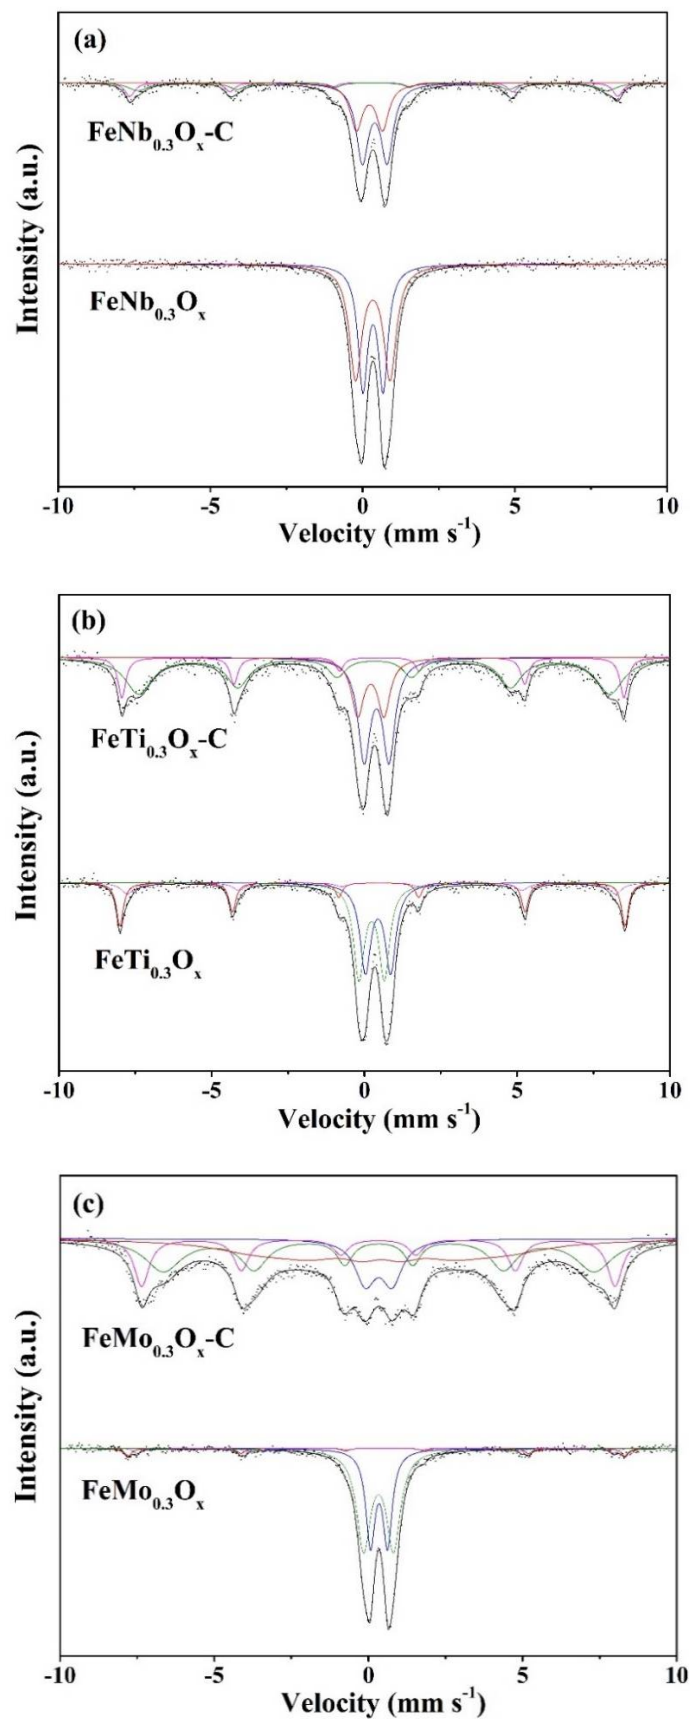 (a)
FeNb0.3Ox-C
FeNb0.3Ox
Intensity (a.u.)
-10 -5 0 5 10
Velocity (mm s-1)
(b)
FeTi0.3Ox-C
FeTi0.3Ox
Intensity (a.u.)
-10 -5 0 5 10
Velocity (mm s-1)
(c)
FeMo0.3Ox-C
FeMo0.3Ox
Intensity (a.u.)
-10 -5 0 5 10
Velocity (mm s-1)